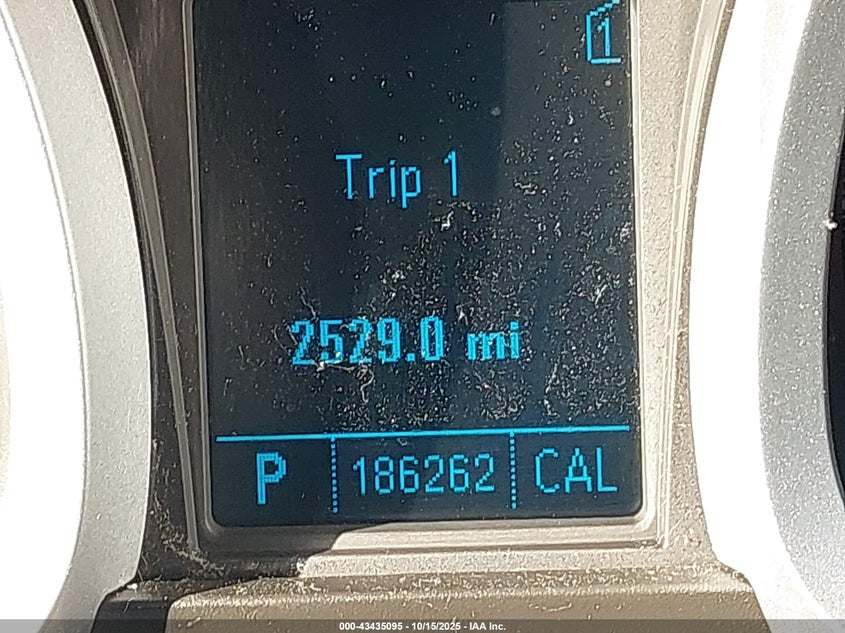 1
Trip 1
2529.0 mi
P 186262 CAL
000-43435095 - 10/15/2025 - IAA Inc.